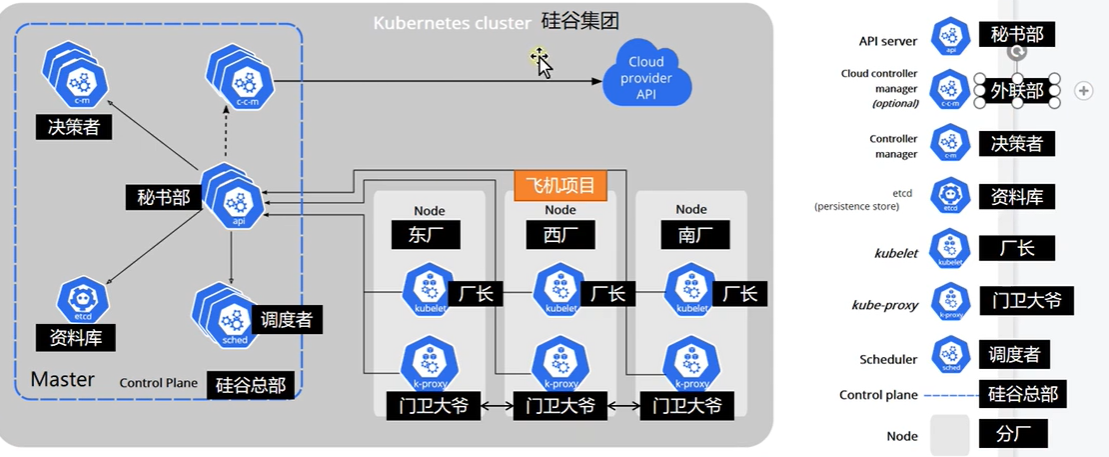 Kubernetes cluster 硅谷集团
c-m
决策者
c-c-m
Cloud
provider
API
秘书部
api
飞机项目
Node
东厂
Node
西厂
Node
南厂
kubelet
厂长
kubelet
厂长
kubelet
厂长
etcd
资料库
sched
调度者
k-proxy
门卫大爷
k-proxy
门卫大爷
k-proxy
门卫大爷
Master
Control Plane
硅谷总部
API server
api
秘书部
Cloud controller
manager
(optional)
c-c-m
外联部
Controller
manager
c-m
决策者
etcd
(persistence store)
etcd
资料库
kubelet
kubelet
厂长
kube-proxy
k-proxy
门卫大爷
Scheduler
sched
调度者
Control plane
硅谷总部
Node
分厂